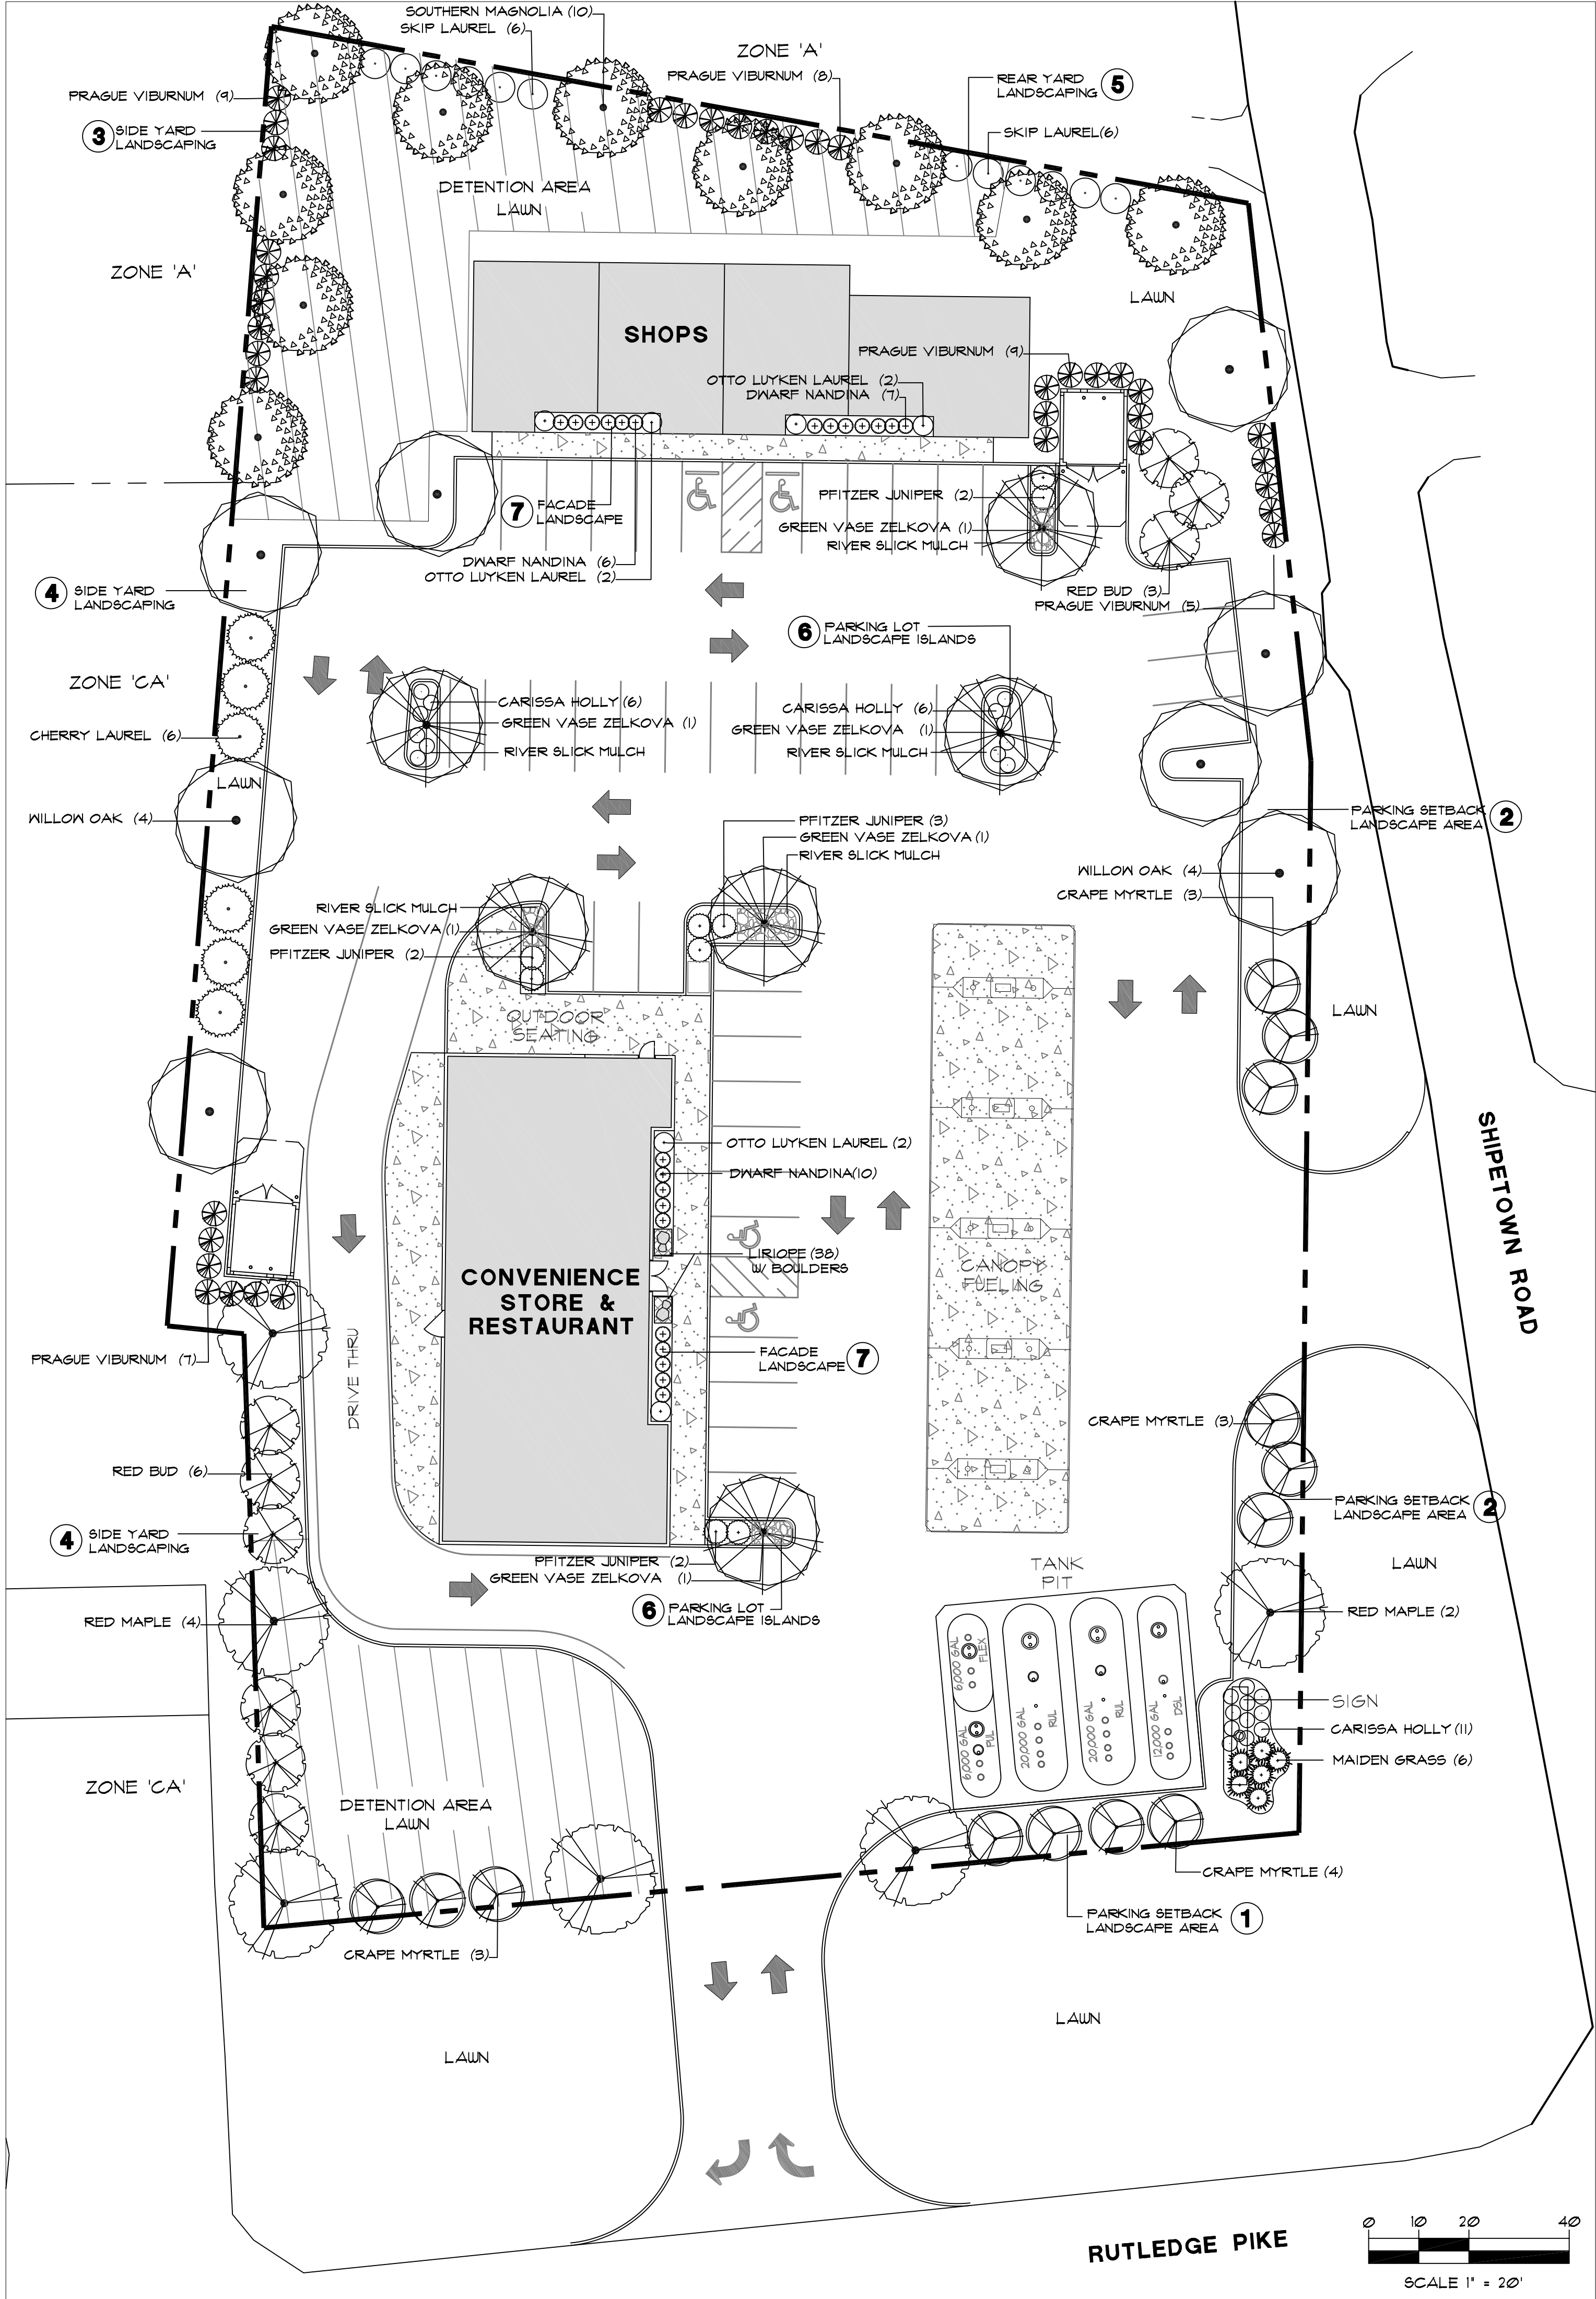 SOUTHERN MAGNOLIA (10)
SKIP LAUREL (6)
ZONE 'A'
PRAGUE VIBURNUM (8)
REAR YARD
LANDSCAPING
5
PRAGUE VIBURNUM (9)
3
SIDE YARD
LANDSCAPING
SKIP LAUREL(6)
DETENTION AREA
LAWN
ZONE 'A'
LAWN
SHOPS
PRAGUE VIBURNUM (9)
OTTO LUYKEN LAUREL (2)
DWARF NANDINA (7)
PFITZER JUNIPER (2)
7
FACADE
LANDSCAPE
GREEN VASE ZELKOVA (1)
RIVER SLICK MULCH
DWARF NANDINA (6)
OTTO LUYKEN LAUREL (2)
4
SIDE YARD
LANDSCAPING
RED BUD (3)
PRAGUE VIBURNUM (5)
6
PARKING LOT
LANDSCAPE ISLANDS
ZONE 'CA'
CARISSA HOLLY (6)
GREEN VASE ZELKOVA (1)
RIVER SLICK MULCH
CARISSA HOLLY (6)
GREEN VASE ZELKOVA (1)
RIVER SLICK MULCH
CHERRY LAUREL (6)
LAWN
WILLOW OAK (4)
PARKING SETBACK
LANDSCAPE AREA
2
PFITZER JUNIPER (3)
GREEN VASE ZELKOVA (1)
RIVER SLICK MULCH
WILLOW OAK (4)
CRAPE MYRTLE (3)
RIVER SLICK MULCH
GREEN VASE ZELKOVA (1)
PFITZER JUNIPER (2)
OUTDOOR
SEATING
LAWN
OTTO LUYKEN LAUREL (2)
DWARF NANDINA(10)
SHIPETOWN ROAD
LIRIOPE (38)
W/ BOULDERS
CANOPY
FUELING
CONVENIENCE
STORE &
RESTAURANT
PRAGUE VIBURNUM (7)
DRIVE THRU
FACADE
LANDSCAPE
7
CRAPE MYRTLE (3)
RED BUD (6)
PARKING SETBACK
LANDSCAPE AREA
2
4
SIDE YARD
LANDSCAPING
PFITZER JUNIPER (2)
GREEN VASE ZELKOVA (1)
TANK
PIT
LAWN
6
PARKING LOT
LANDSCAPE ISLANDS
RED MAPLE (4)
RED MAPLE (2)
6,000 GAL
FLEX
6,000 GAL
PUL
20,000 GAL
RUL
20,000 GAL
RUL
12,000 GAL
DSL
SIGN
CARISSA HOLLY (11)
MAIDEN GRASS (6)
ZONE 'CA'
DETENTION AREA
LAWN
CRAPE MYRTLE (4)
PARKING SETBACK
LANDSCAPE AREA
1
CRAPE MYRTLE (3)
LAWN
LAWN
RUTLEDGE PIKE
0 10 20 40
SCALE 1" = 20'